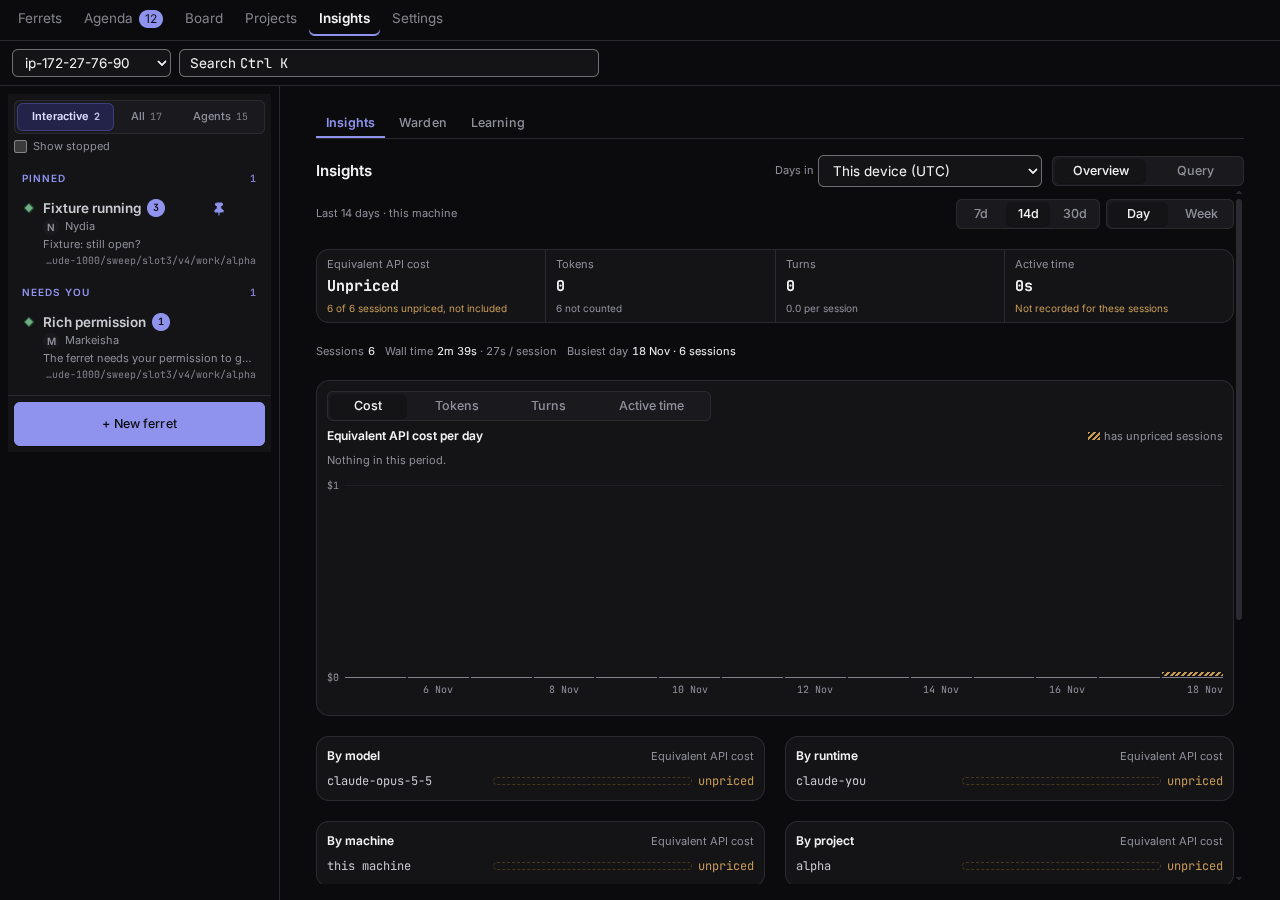 Ferrets Agenda 12 Board Projects Insights Settings
ip-172-27-76-90 Search Ctrl K
Interactive 2 All 17 Agents 15
Show stopped
PINNED 1
Fixture running 3
N Nydia
Fixture: still open?
…ude-1000/sweep/slot3/v4/work/alpha
NEEDS YOU 1
Rich permission 1
M Markeisha
The ferret needs your permission to g…
…ude-1000/sweep/slot3/v4/work/alpha
+ New ferret
Insights Warden Learning
Insights Days in This device (UTC) Overview Query
Last 14 days · this machine 7d 14d 30d Day Week
Equivalent API cost Tokens Turns Active time
Unpriced 0 0 0s
6 of 6 sessions unpriced, not included 6 not counted 0.0 per session Not recorded for these sessions
Sessions 6 Wall time 2m 39s · 27s / session Busiest day 18 Nov · 6 sessions
Cost Tokens Turns Active time
Equivalent API cost per day has unpriced sessions
Nothing in this period.
$1
$0
6 Nov 8 Nov 10 Nov 12 Nov 14 Nov 16 Nov 18 Nov
By model Equivalent API cost
claude-opus-5-5 unpriced
By runtime Equivalent API cost
claude-you unpriced
By machine Equivalent API cost
this machine unpriced
By project Equivalent API cost
alpha unpriced